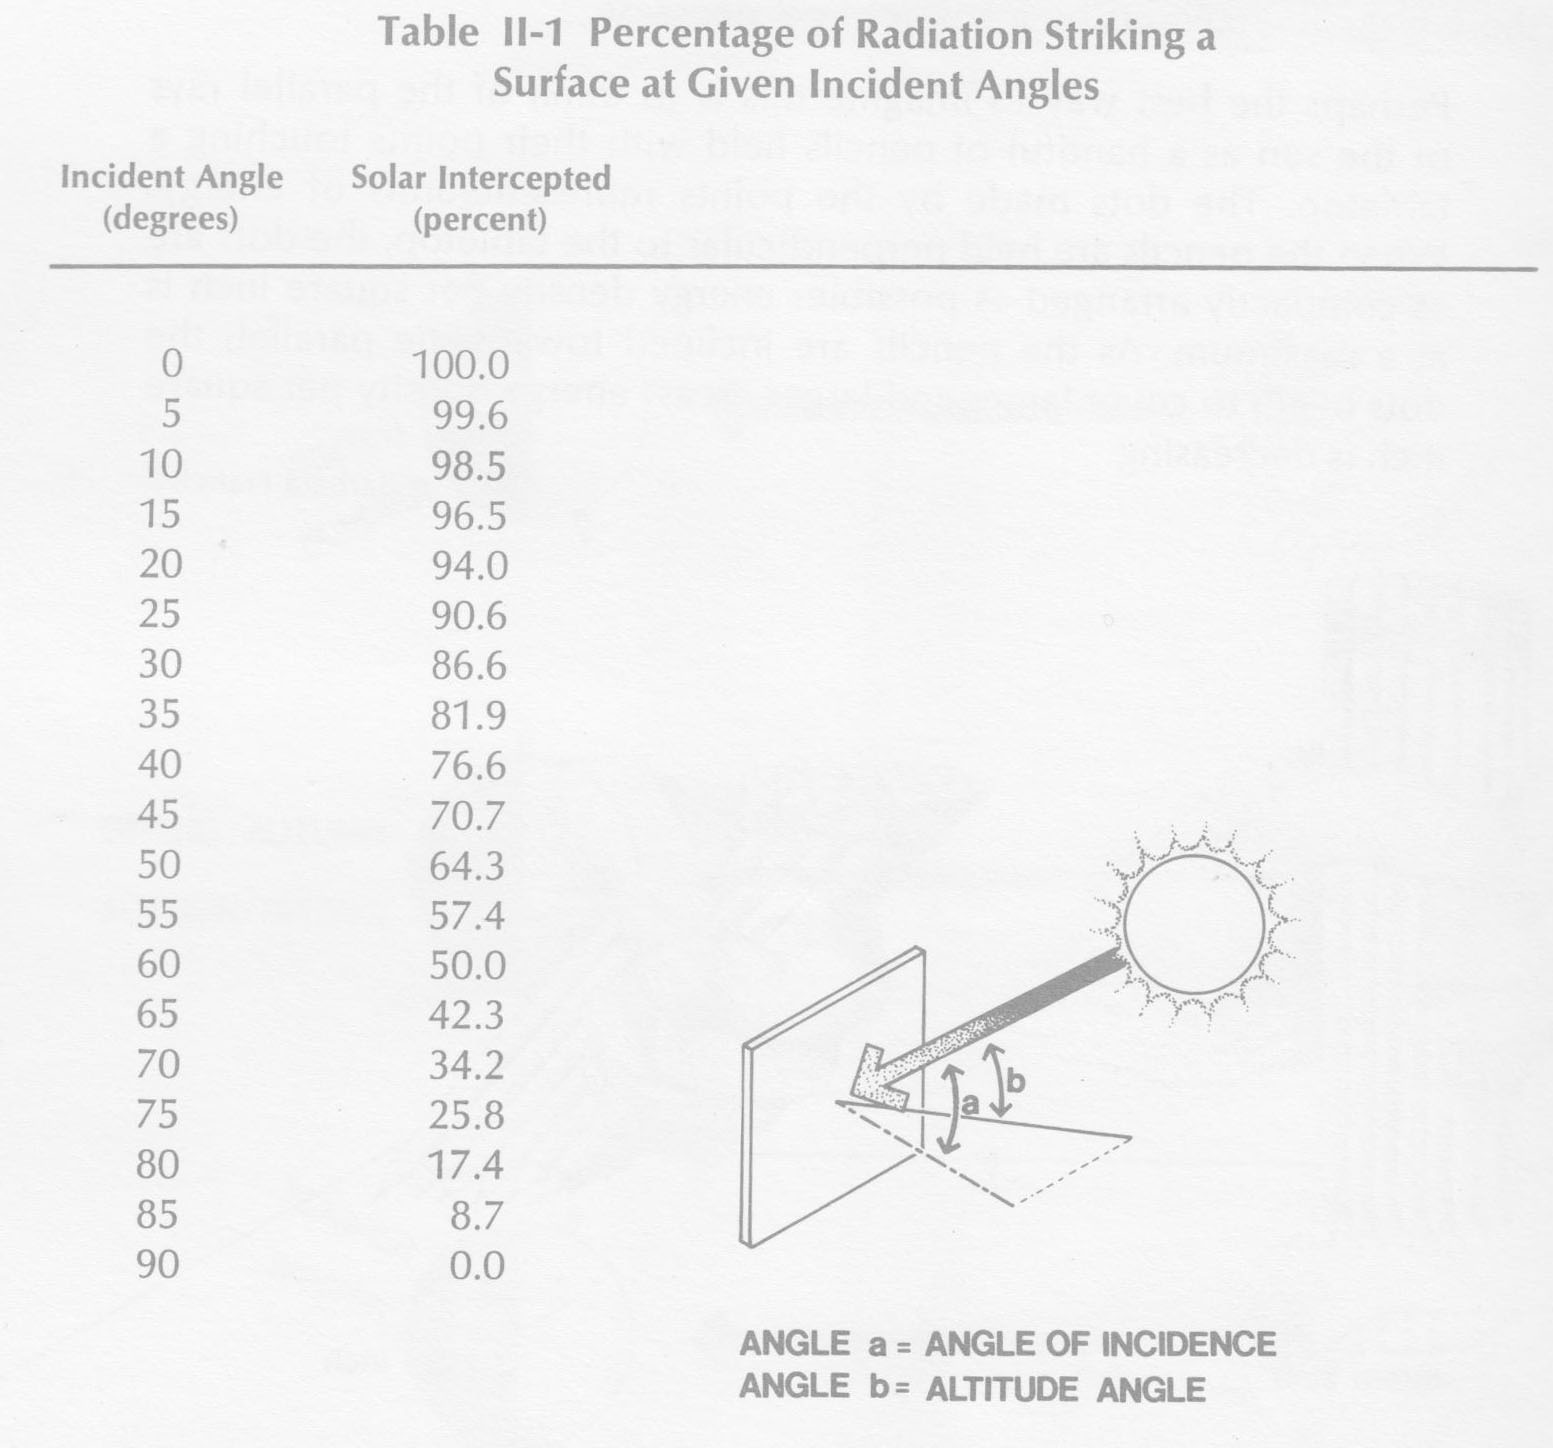 Table II-1 Percentage of Radiation Striking a
Surface at Given Incident Angles
Incident Angle Solar Intercepted
(degrees) (percent)
0 100.0
5 99.6
10 98.5
15 96.5
20 94.0
25 90.6
30 86.6
35 81.9
40 76.6
45 70.7
50 64.3
55 57.4
60 50.0
65 42.3
70 34.2
75 25.8
80 17.4
85 8.7
90 0.0
b
a
ANGLE a = ANGLE OF INCIDENCE
ANGLE b = ALTITUDE ANGLE